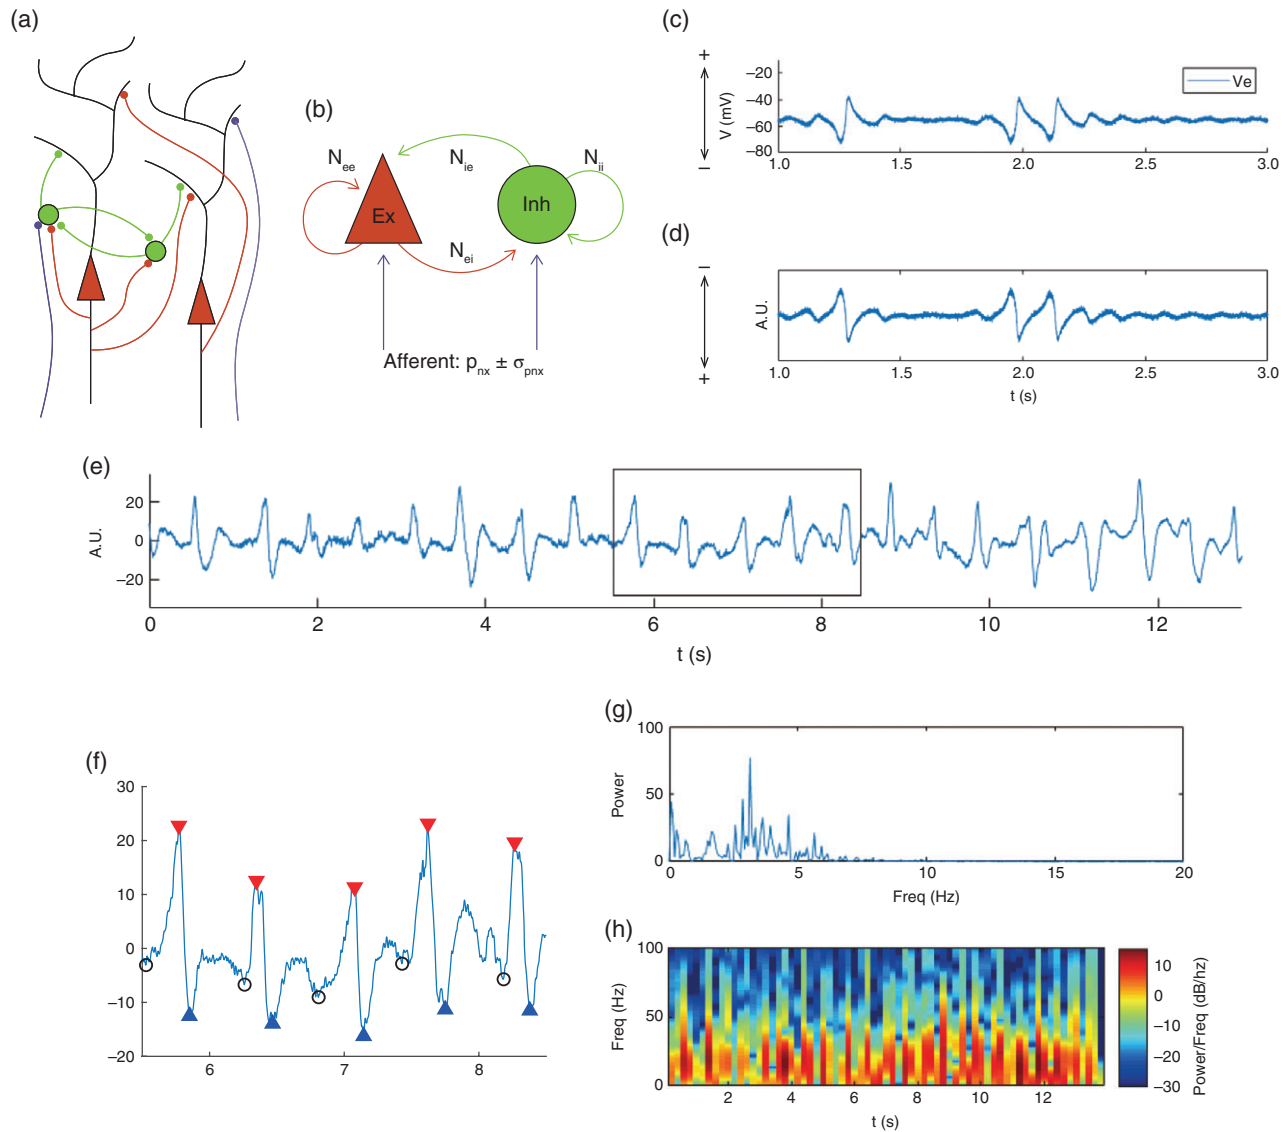 (a)
(b)
N_ee
N_ie
N_ii
Ex
Inh
N_ei
Afferent: p_nx ± σ_pnx
(c)
+
−
V (mV)
−20
−40
−60
−80
Ve
1.0 1.5 2.0 2.5 3.0
(d)
−
+
A.U.
1.0 1.5 2.0 2.5 3.0
t (s)
(e)
A.U.
20
0
−20
0 2 4 6 8 10 12
t (s)
(f)
30
20
10
0
−10
−20
6 7 8
(g)
Power
100
50
0
0 5 10 15 20
Freq (Hz)
(h)
Freq (Hz)
100
50
0
2 4 6 8 10 12
t (s)
10
0
−10
−20
−30
Power/Freq (dB/hz)